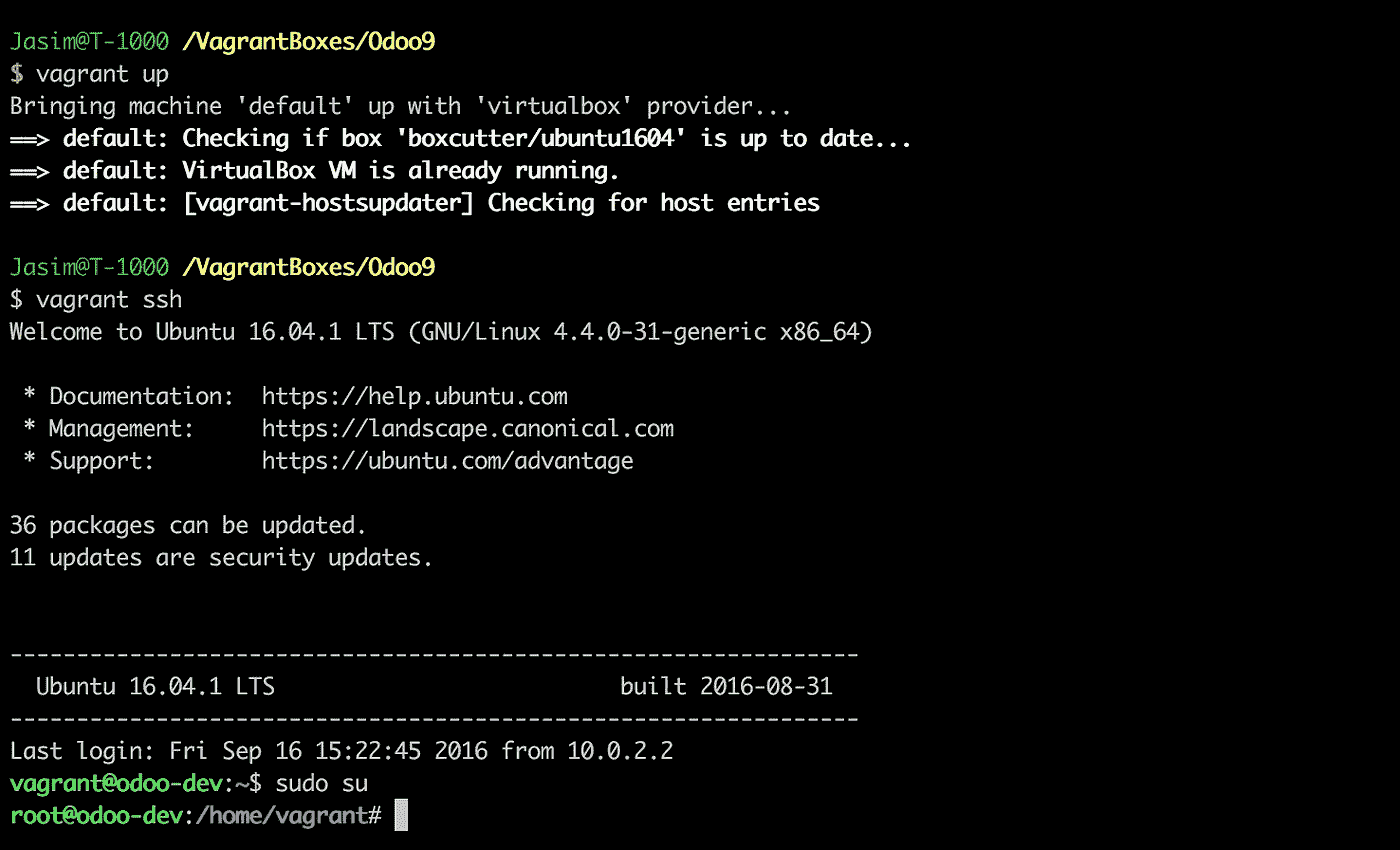 Jasim@T-1000 /VagrantBoxes/Odoo9
$ vagrant up
Bringing machine 'default' up with 'virtualbox' provider...
==> default: Checking if box 'boxcutter/ubuntu1604' is up to date...
==> default: VirtualBox VM is already running.
==> default: [vagrant-hostsupdater] Checking for host entries
Jasim@T-1000 /VagrantBoxes/Odoo9
$ vagrant ssh
Welcome to Ubuntu 16.04.1 LTS (GNU/Linux 4.4.0-31-generic x86_64)
* Documentation:  https://help.ubuntu.com
* Management:     https://landscape.canonical.com
* Support:        https://ubuntu.com/advantage
36 packages can be updated.
11 updates are security updates.
----------------------------------------------------------------
Ubuntu 16.04.1 LTS                          built 2016-08-31
----------------------------------------------------------------
Last login: Fri Sep 16 15:22:45 2016 from 10.0.2.2
vagrant@odoo-dev:~$ sudo su
root@odoo-dev:/home/vagrant#